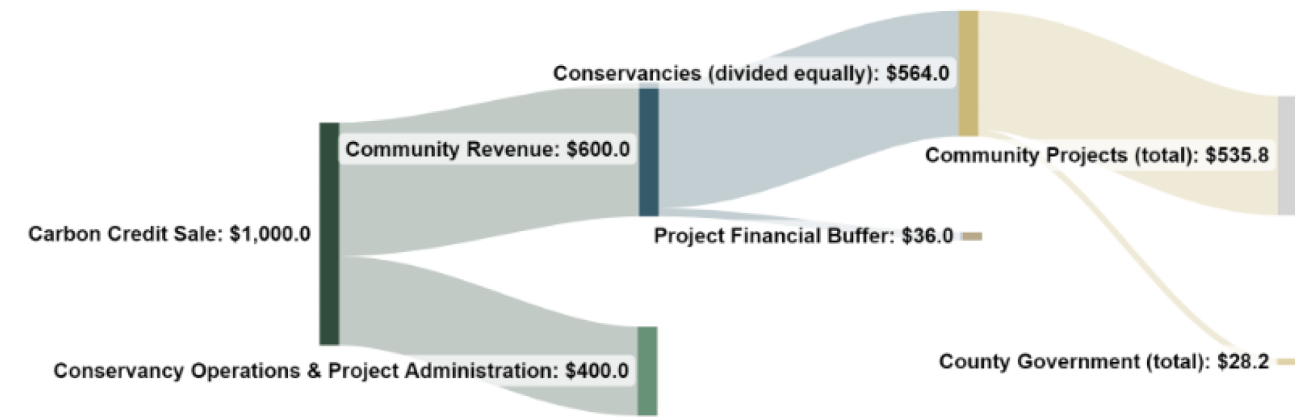 Conservancies (divided equally): $564.0
Community Revenue: $600.0
Community Projects (total): $535.8
Carbon Credit Sale: $1,000.0
Project Financial Buffer: $36.0
County Government (total): $28.2
Conservancy Operations & Project Administration: $400.0